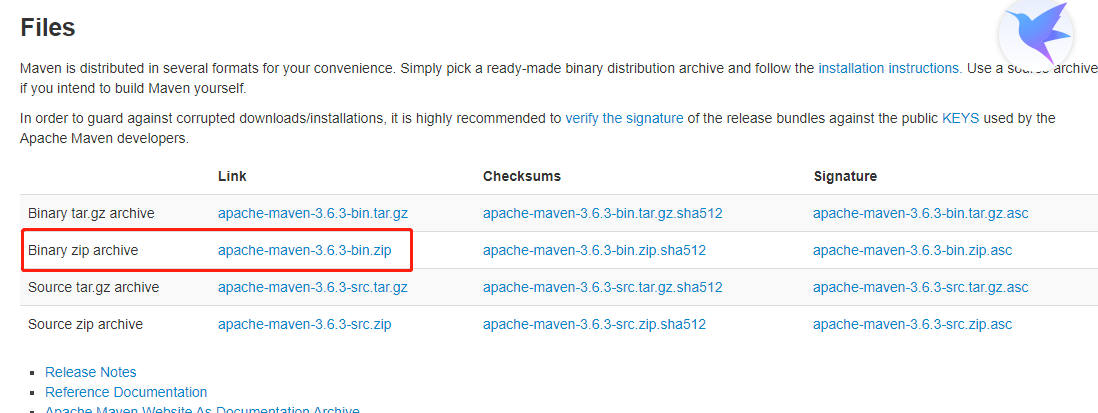 Files
Maven is distributed in several formats for your convenience. Simply pick a ready-made binary distribution archive and follow the installation instructions. Use a source archive
if you intend to build Maven yourself.
In order to guard against corrupted downloads/installations, it is highly recommended to verify the signature of the release bundles against the public KEYS used by the
Apache Maven developers.
Link Checksums Signature
Binary tar.gz archive apache-maven-3.6.3-bin.tar.gz apache-maven-3.6.3-bin.tar.gz.sha512 apache-maven-3.6.3-bin.tar.gz.asc
Binary zip archive apache-maven-3.6.3-bin.zip apache-maven-3.6.3-bin.zip.sha512 apache-maven-3.6.3-bin.zip.asc
Source tar.gz archive apache-maven-3.6.3-src.tar.gz apache-maven-3.6.3-src.tar.gz.sha512 apache-maven-3.6.3-src.tar.gz.asc
Source zip archive apache-maven-3.6.3-src.zip apache-maven-3.6.3-src.zip.sha512 apache-maven-3.6.3-src.zip.asc
Release Notes
Reference Documentation
Apache Maven Website As Documentation Archive